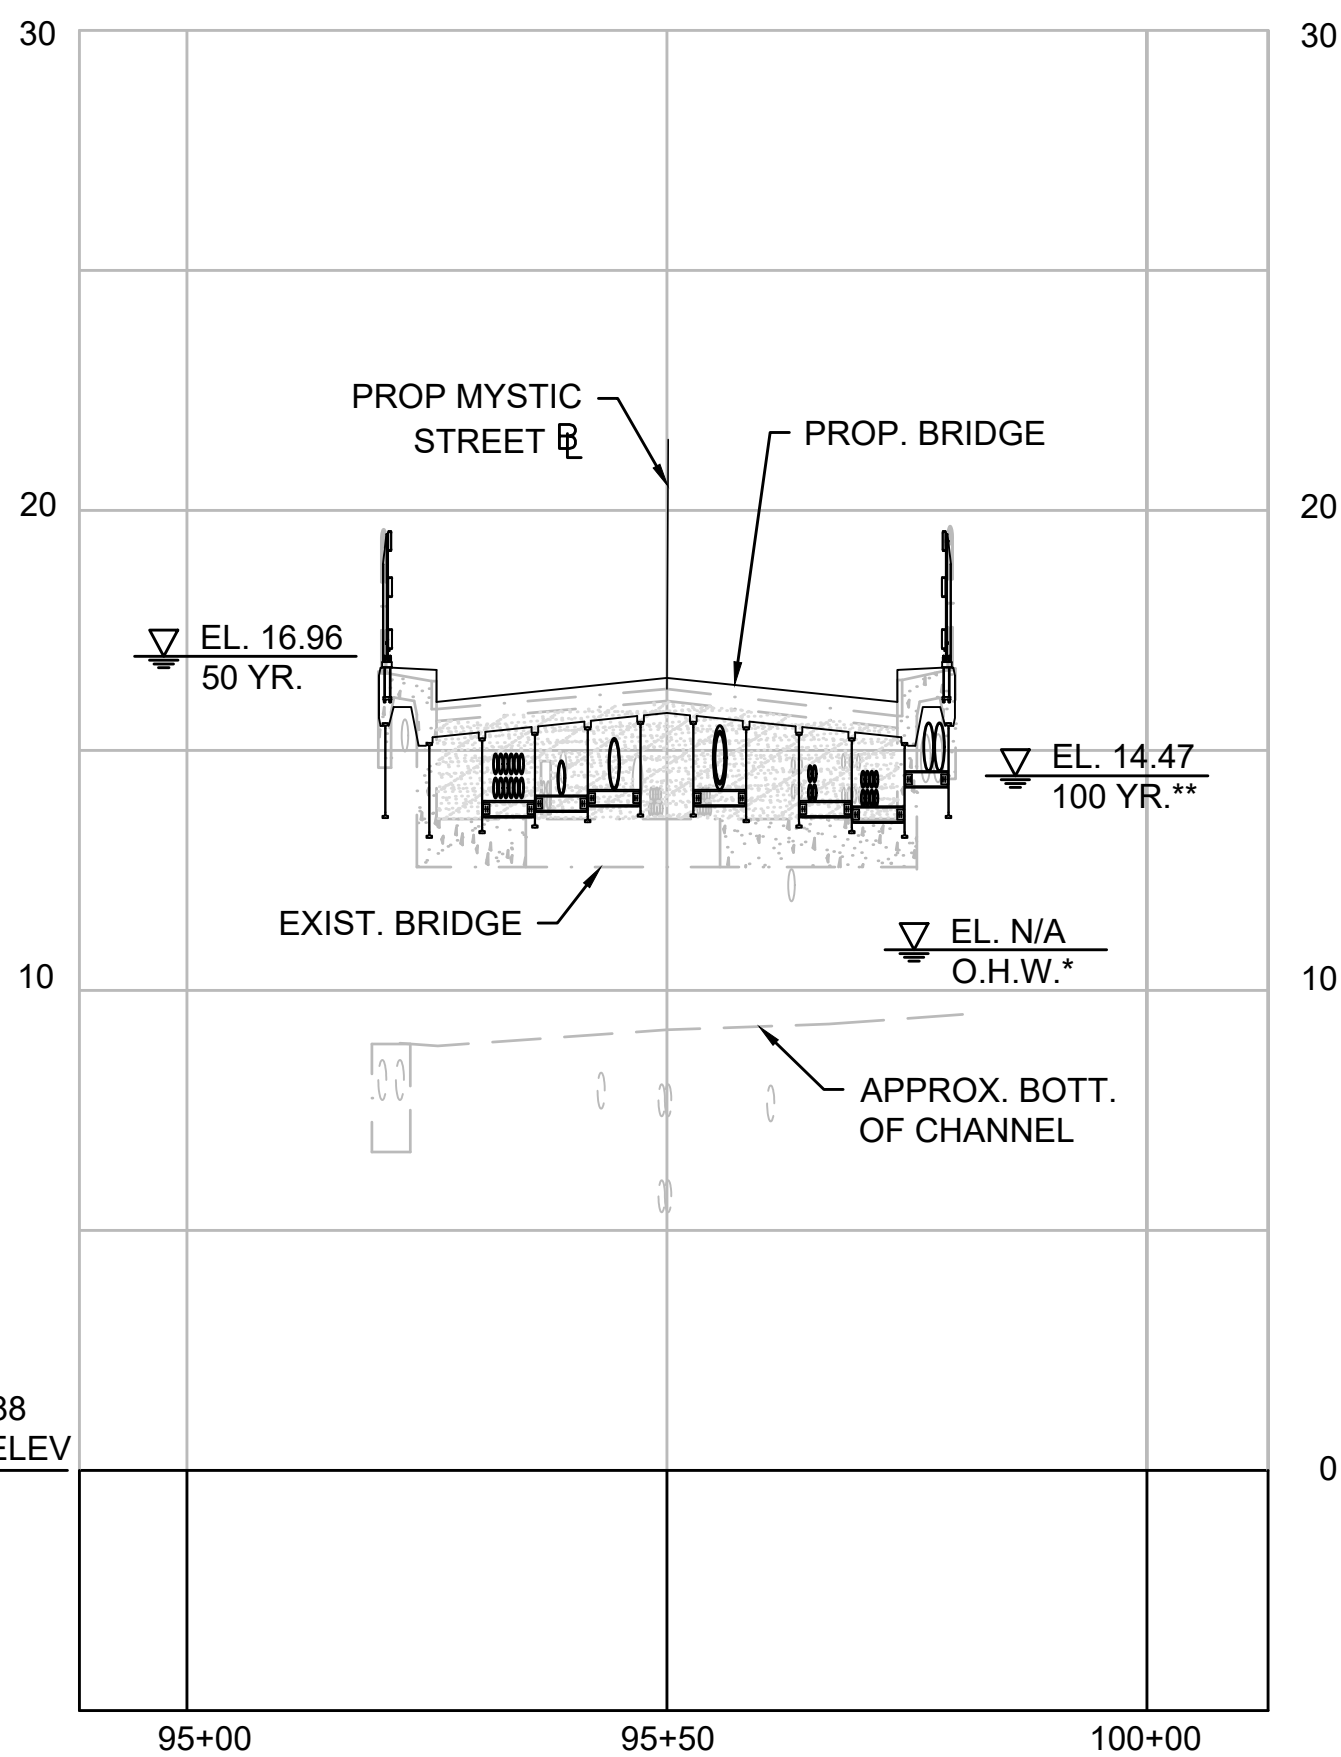 30
30
PROP MYSTIC
STREET
PROP. BRIDGE
20
20
EL. 16.96
50 YR.
EL. 14.47
100 YR.**
EXIST. BRIDGE
EL. N/A
O.H.W.*
10
10
APPROX. BOTT.
OF CHANNEL
88
ELEV
0
95+00
95+50
100+00